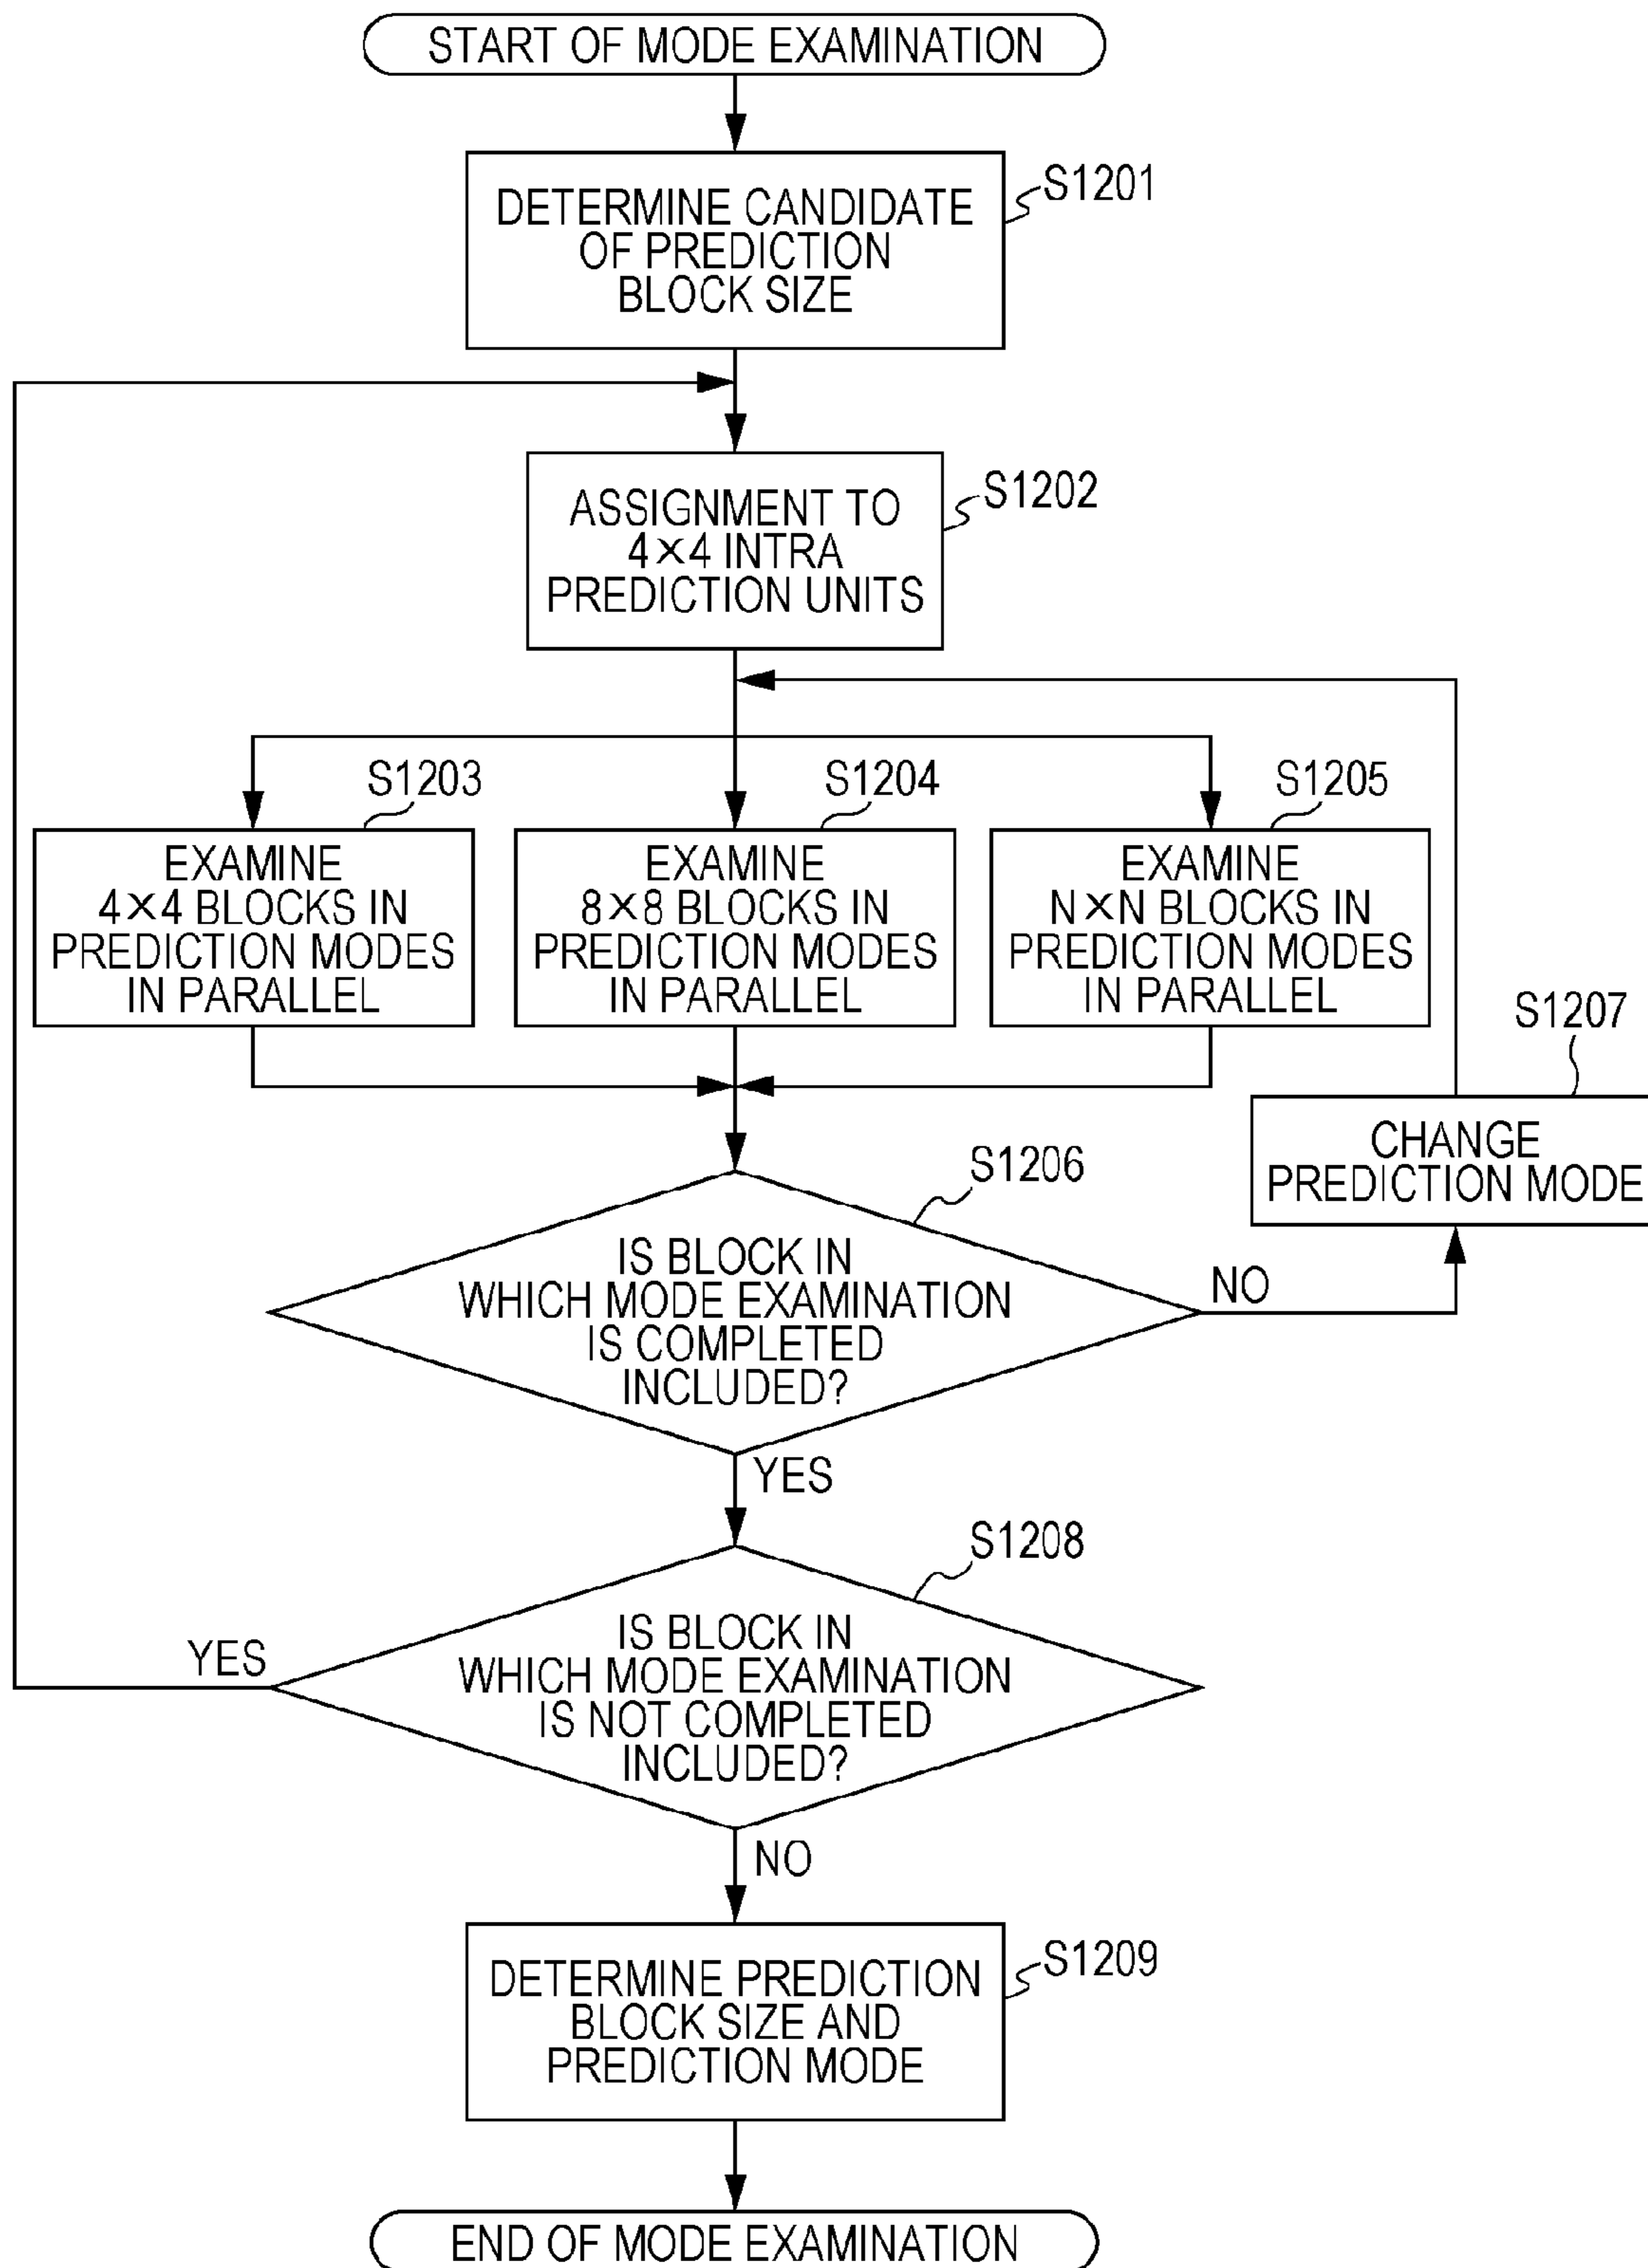 START OF MODE EXAMINATION
S1201
DETERMINE CANDIDATE
OF PREDICTION
BLOCK SIZE
S1202
ASSIGNMENT TO
4×4 INTRA
PREDICTION UNITS
S1203
EXAMINE
4×4 BLOCKS IN
PREDICTION MODES
IN PARALLEL
S1204
EXAMINE
8×8 BLOCKS IN
PREDICTION MODES
IN PARALLEL
S1205
EXAMINE
N×N BLOCKS IN
PREDICTION MODES
IN PARALLEL
S1207
CHANGE
PREDICTION MODE
S1206
IS BLOCK IN
WHICH MODE EXAMINATION
IS COMPLETED
INCLUDED?
NO
YES
S1208
IS BLOCK IN
WHICH MODE EXAMINATION
IS NOT COMPLETED
INCLUDED?
YES
NO
S1209
DETERMINE PREDICTION
BLOCK SIZE AND
PREDICTION MODE
END OF MODE EXAMINATION